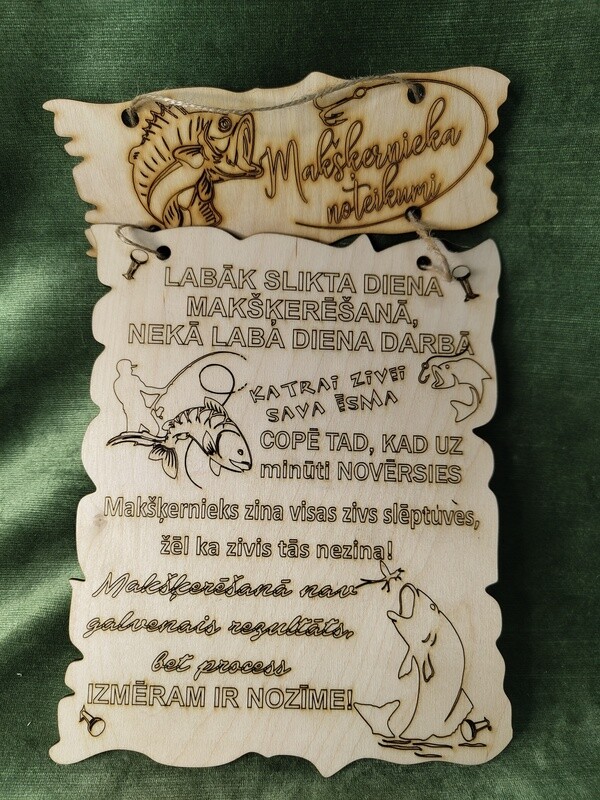 Makšķernieka
noteikumi
LABĀK SLIKTA DIENA
MAKŠĶERĒŠANĀ,
NEKĀ LABA DIENA DARBĀ
KATRAI ZIVEI
SAVA ĒSMA
COPĒ TAD, KAD UZ
minūti NOVĒRSIES
Makšķernieks zina visas zivs slēptuves,
žēl ka zivis tās nezina!
Makšķerēšanā nav
galvenais rezultāts,
bet process
IZMĒRAM IR NOZĪME!